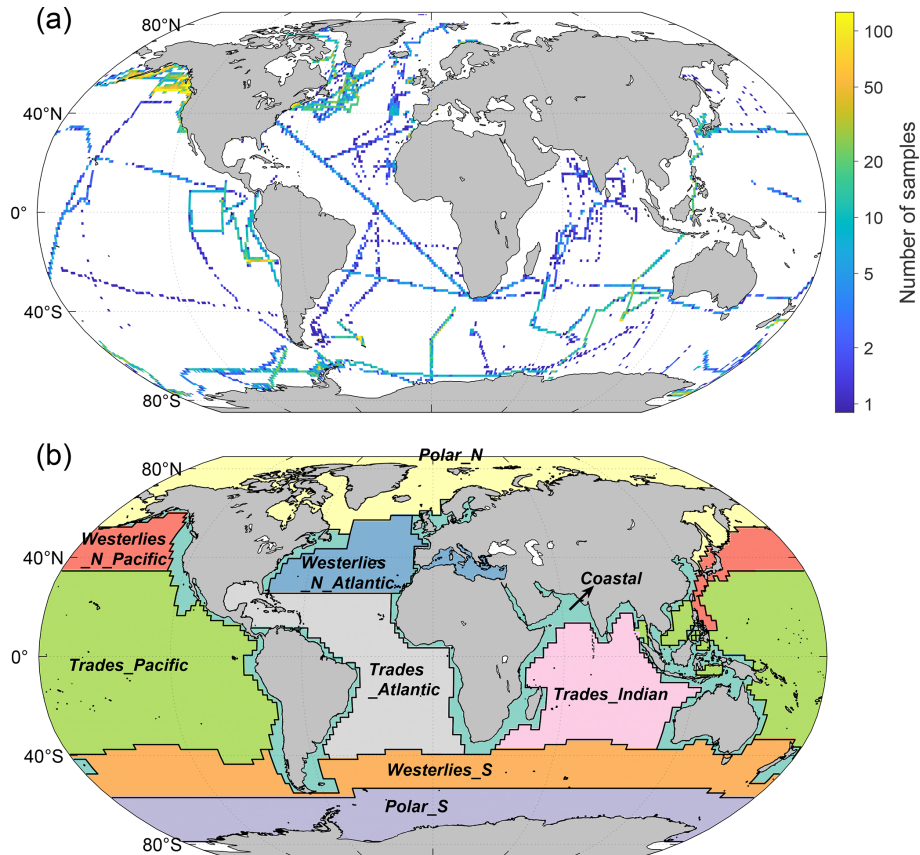 (a)
80°N
40°N
0°
40°S
80°S
100
50
20
10
5
2
1
Number of samples
(b)
Polar_N
80°N
Westerlies
_N_Pacific
40°N
Westerlies
_N_Atlantic
Coastal
0°
Trades_Pacific
Trades
_Atlantic
Trades_Indian
40°S
Westerlies_S
Polar_S
80°S